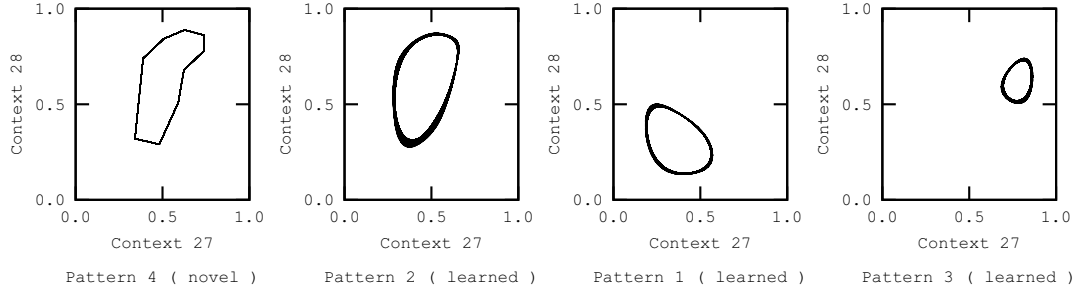 1.0 1.0 1.0 1.0
Context 28 Context 28 Context 28 Context 28
0.5 0.5 0.5 0.5
0.0 0.0 0.0 0.0
0.0 0.5 1.0 0.0 0.5 1.0 0.0 0.5 1.0 0.0 0.5 1.0
Context 27 Context 27 Context 27 Context 27
Pattern 4 ( novel ) Pattern 2 ( learned ) Pattern 1 ( learned ) Pattern 3 ( learned )